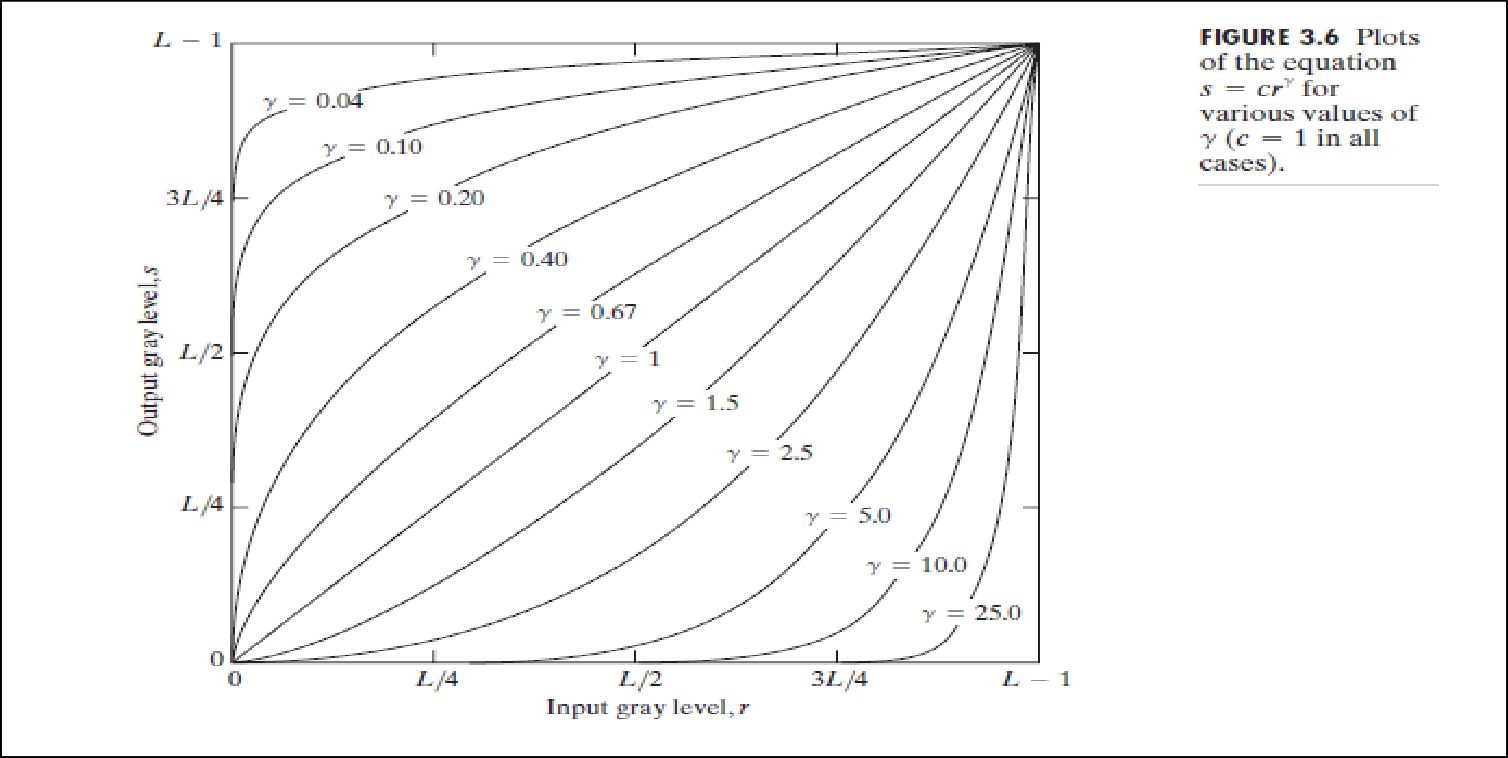 L − 1
γ = 0.04
γ = 0.10
3L/4
γ = 0.20
γ = 0.40
γ = 0.67
L/2
γ = 1
γ = 1.5
γ = 2.5
L/4
γ = 5.0
γ = 10.0
γ = 25.0
0
Output gray level, s
0 L/4 L/2 3L/4 L − 1
Input gray level, r
FIGURE 3.6 Plots
of the equation
s = cr^γ for
various values of
γ (c = 1 in all
cases).